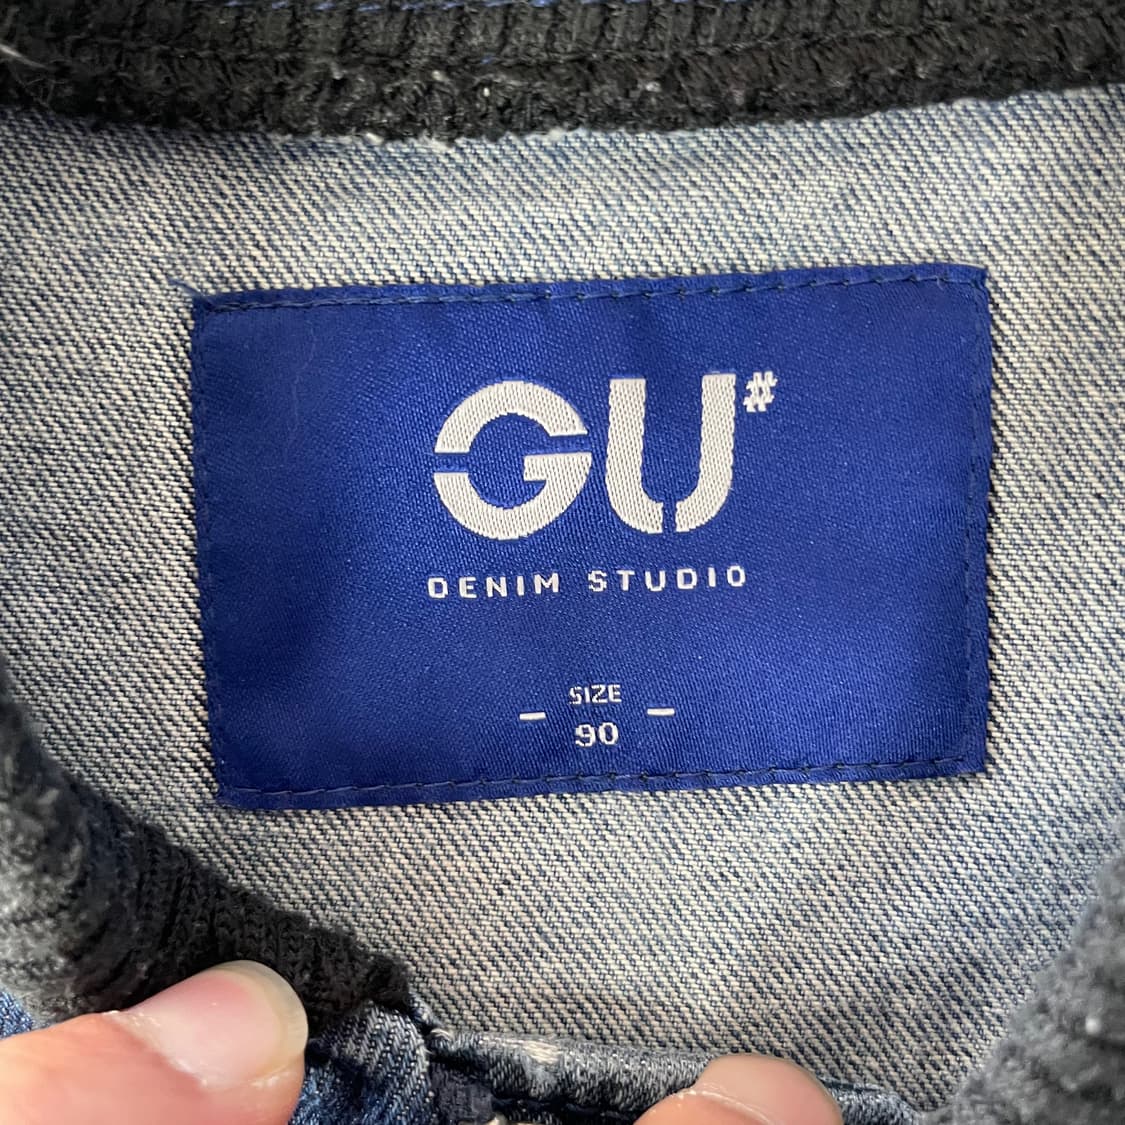 GU#
DENIM STUDIO
SIZE
- 90 -